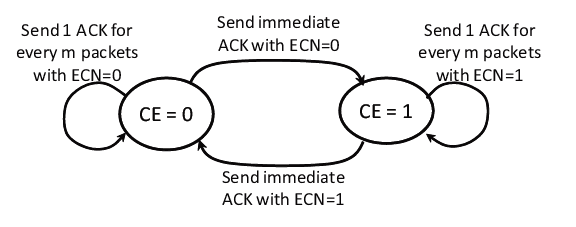 Send 1 ACK for
every m packets
with ECN=0
Send immediate
ACK with ECN=0
Send 1 ACK for
every m packets
with ECN=1
CE = 0
CE = 1
Send immediate
ACK with ECN=1